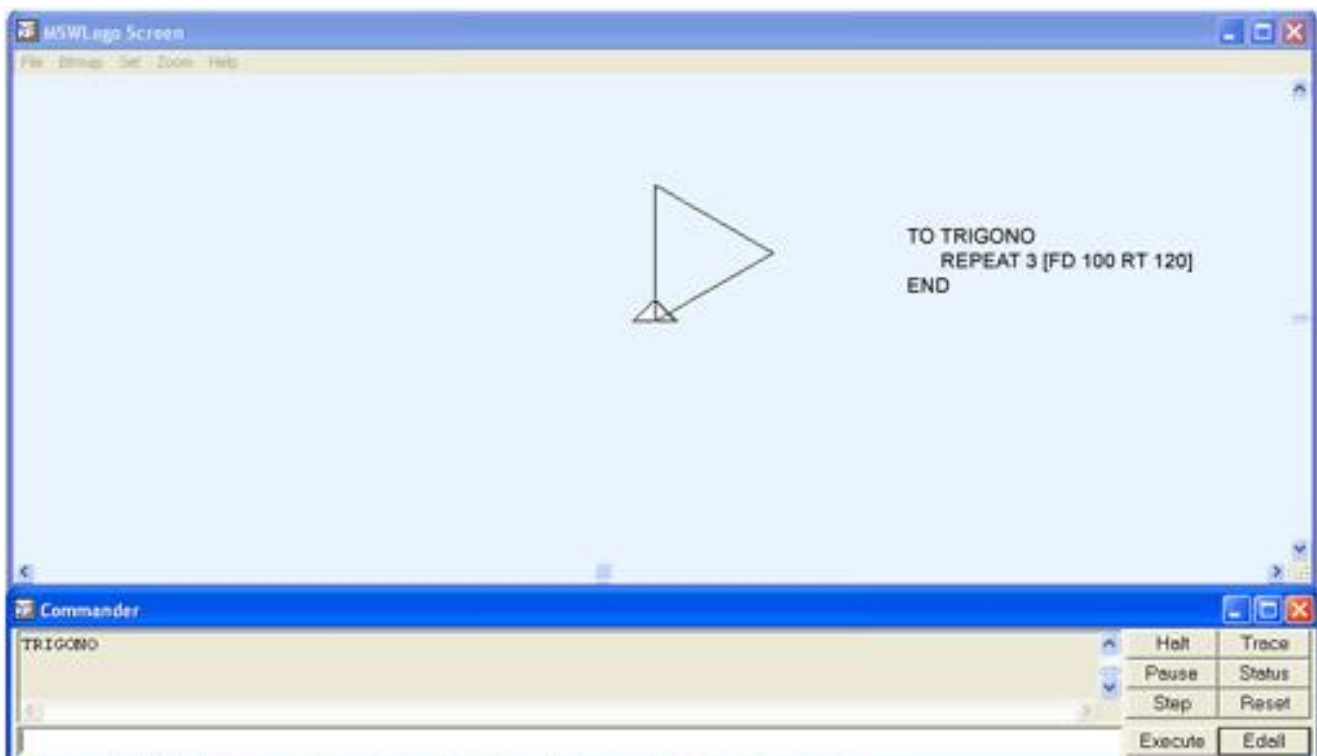 MSWLogo Screen
File Bitmap Set Zoom Help
TO TRIGONO
REPEAT 3 [FD 100 RT 120]
END
Commander
TRIGONO
Halt Trace
Pause Status
Step Reset
Execute Edall